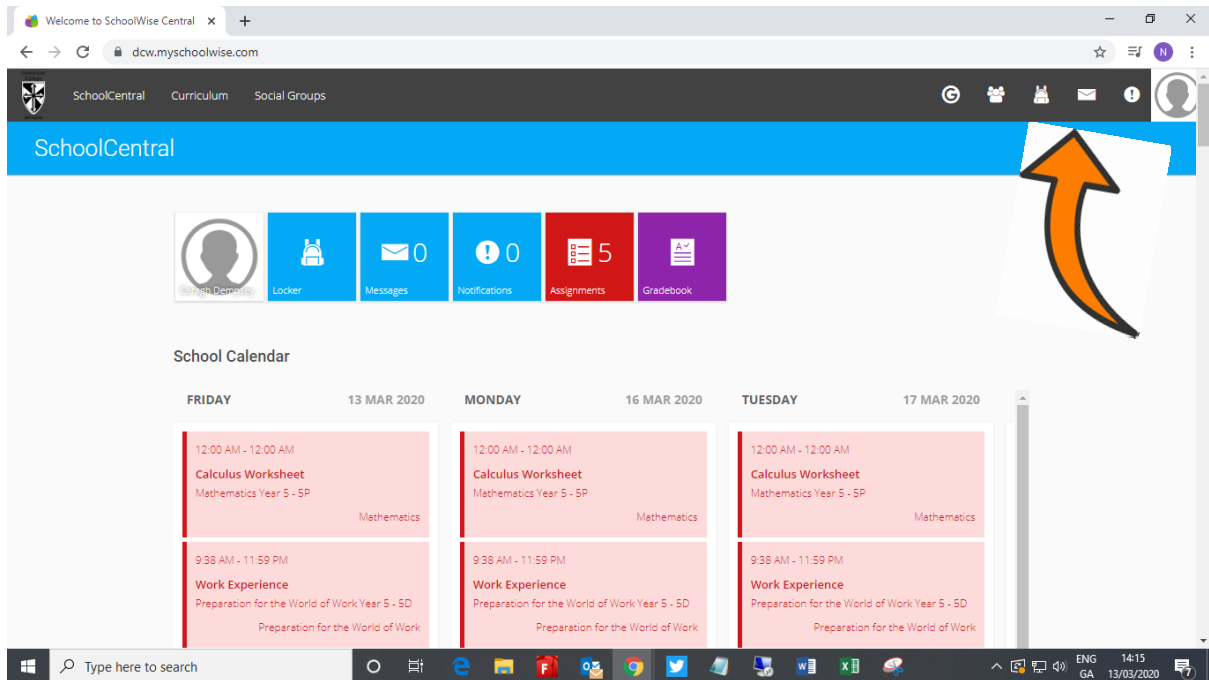 Welcome to SchoolWise Central
dcw.myschoolwise.com
N
SchoolCentral Curriculum Social Groups
SchoolCentral
0 0 5
Dempsey Locker Messages Notifications Assignments Gradebook
School Calendar
FRIDAY 13 MAR 2020 MONDAY 16 MAR 2020 TUESDAY 17 MAR 2020
12:00 AM - 12:00 AM 12:00 AM - 12:00 AM 12:00 AM - 12:00 AM
Calculus Worksheet Calculus Worksheet Calculus Worksheet
Mathematics Year 5 - 5P Mathematics Year 5 - 5P Mathematics Year 5 - 5P
Mathematics Mathematics Mathematics
9:38 AM - 11:59 PM 9:38 AM - 11:59 PM 9:38 AM - 11:59 PM
Work Experience Work Experience Work Experience
Preparation for the World of Work Year 5 - 5D Preparation for the World of Work Year 5 - 5D Preparation for the World of Work Year 5 - 5D
Preparation for the World of Work Preparation for the World of Work Preparation for the World of Work
Type here to search
ENG 14:15
GA 13/03/2020